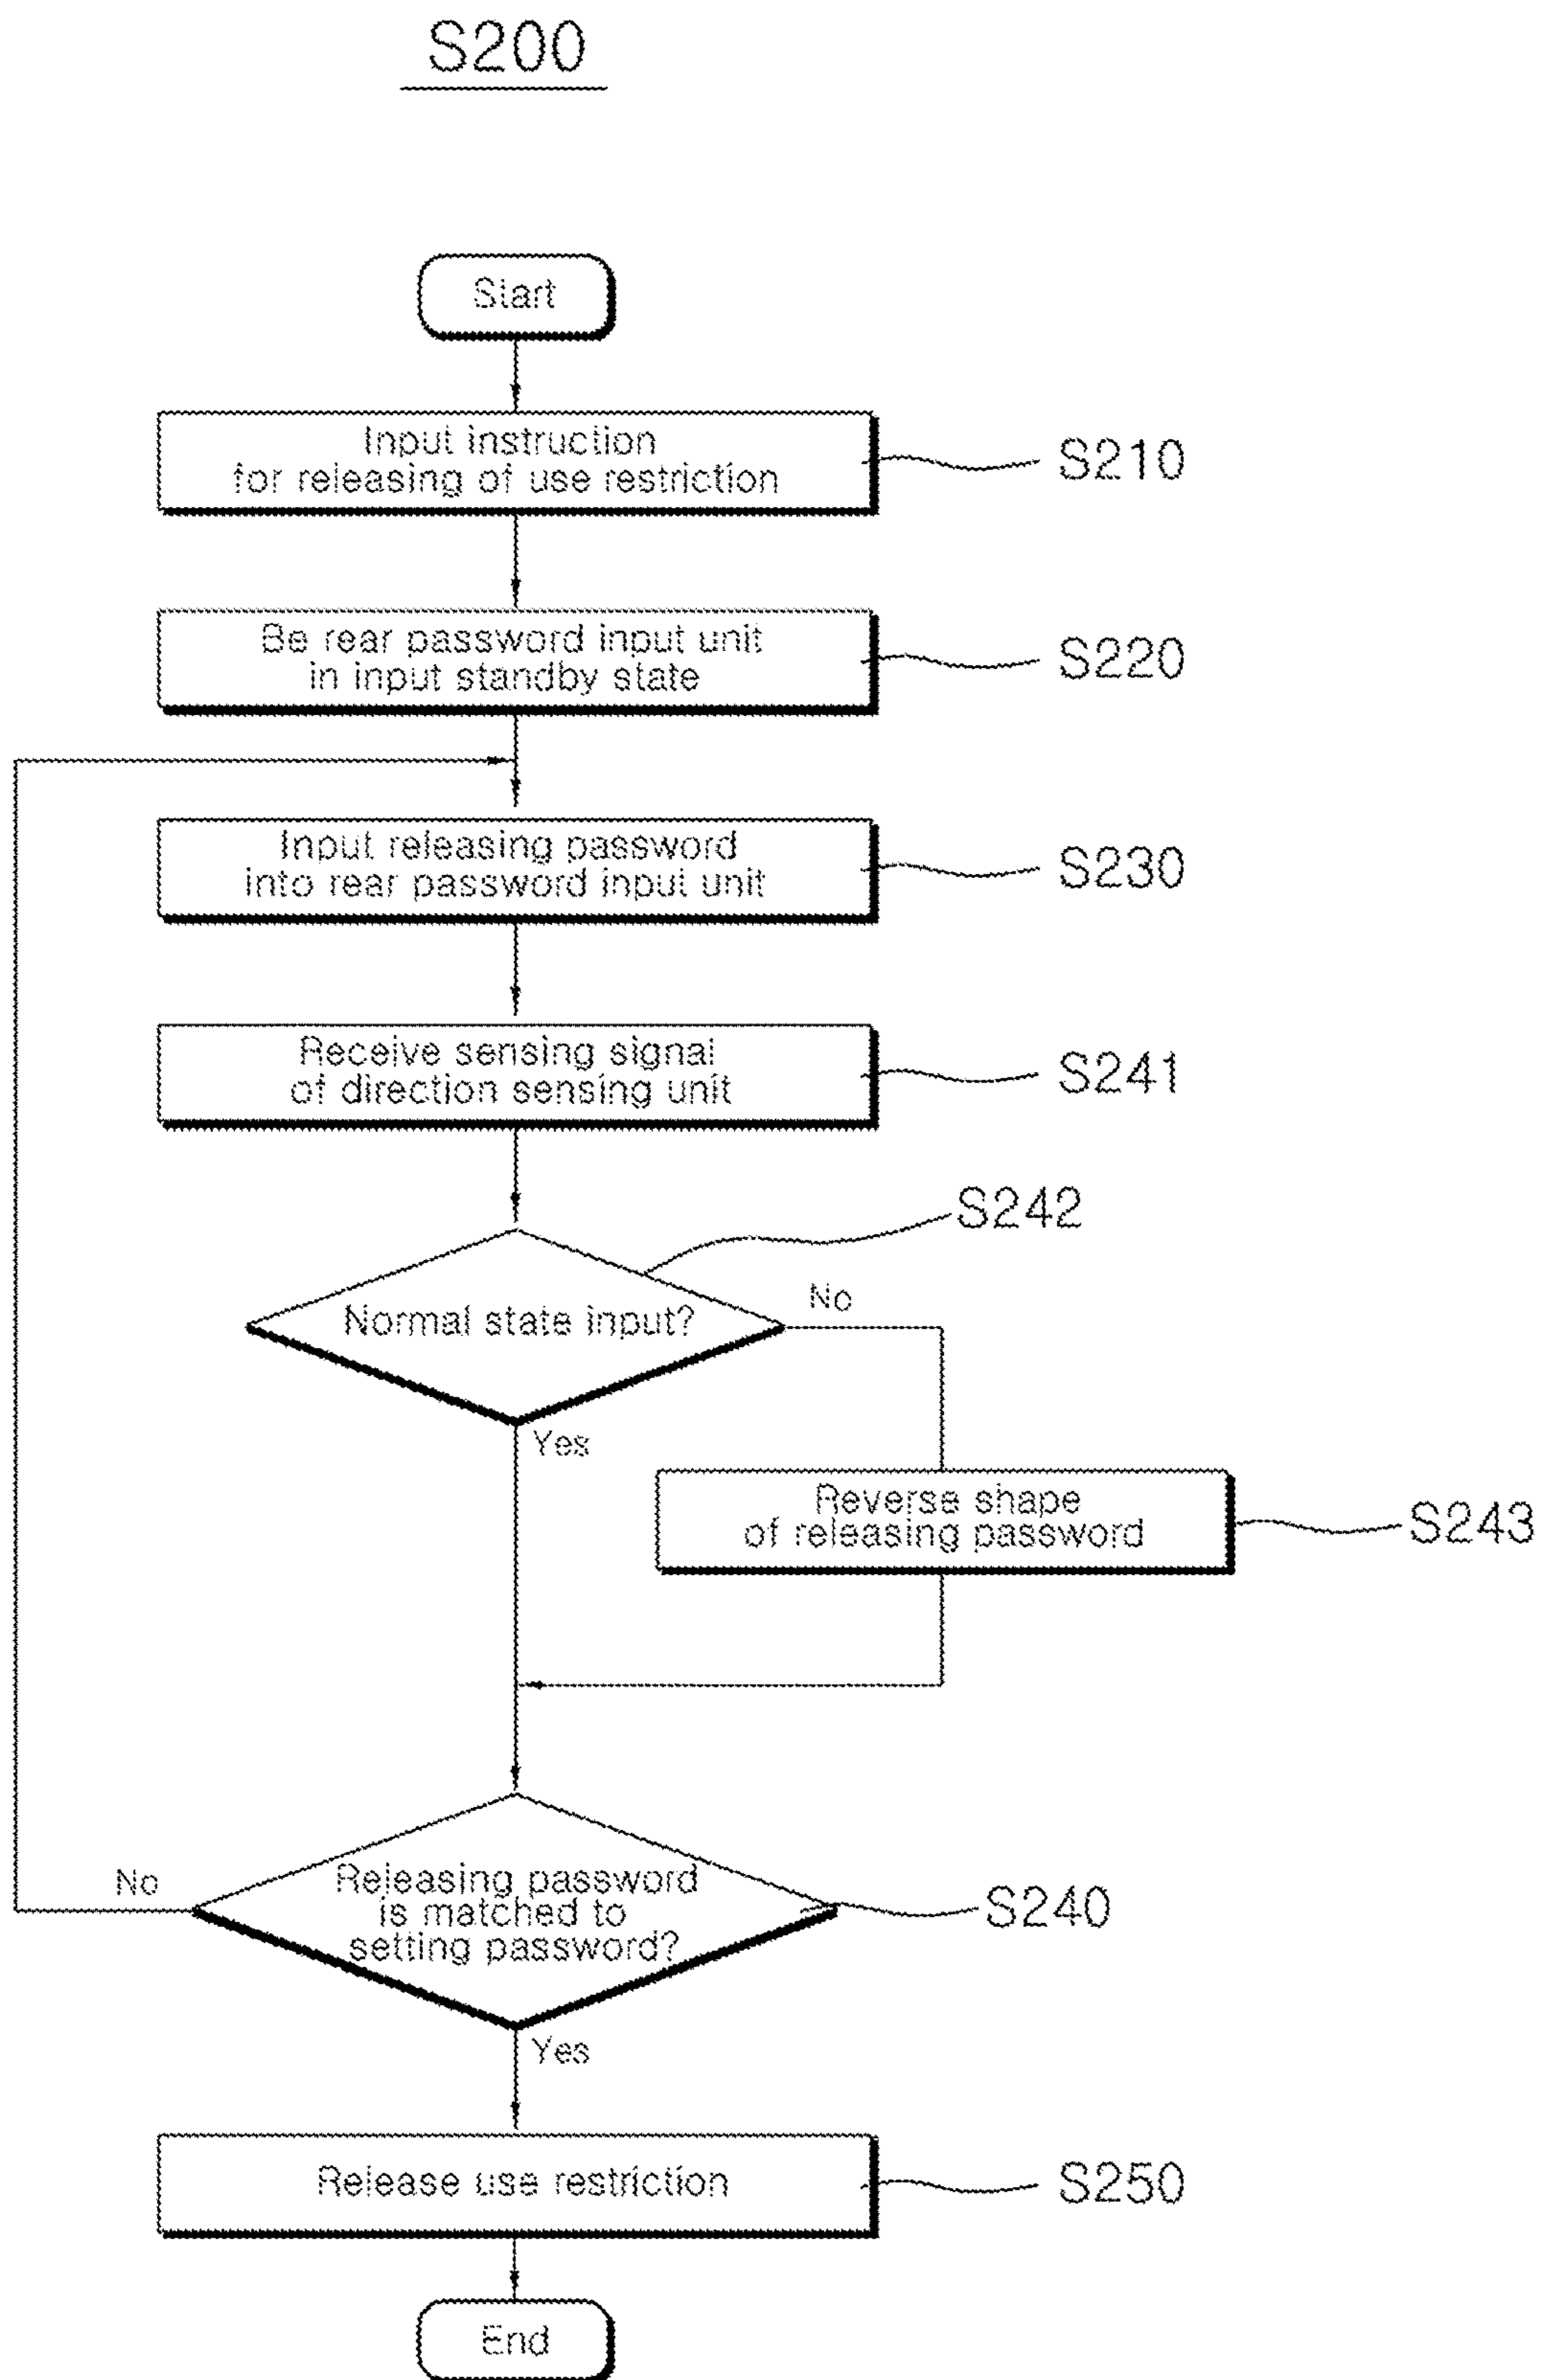 S200
Start
Input instruction
for releasing of use restriction
S210
Be rear password input unit
in input standby state
S220
Input releasing password
into rear password input unit
S230
Receive sensing signal
of direction sensing unit
S241
S242
Normal state input?
No
Yes
Reverse shape
of releasing password
S243
No
Releasing password
is matched to
setting password?
S240
Yes
Release use restriction
S250
End